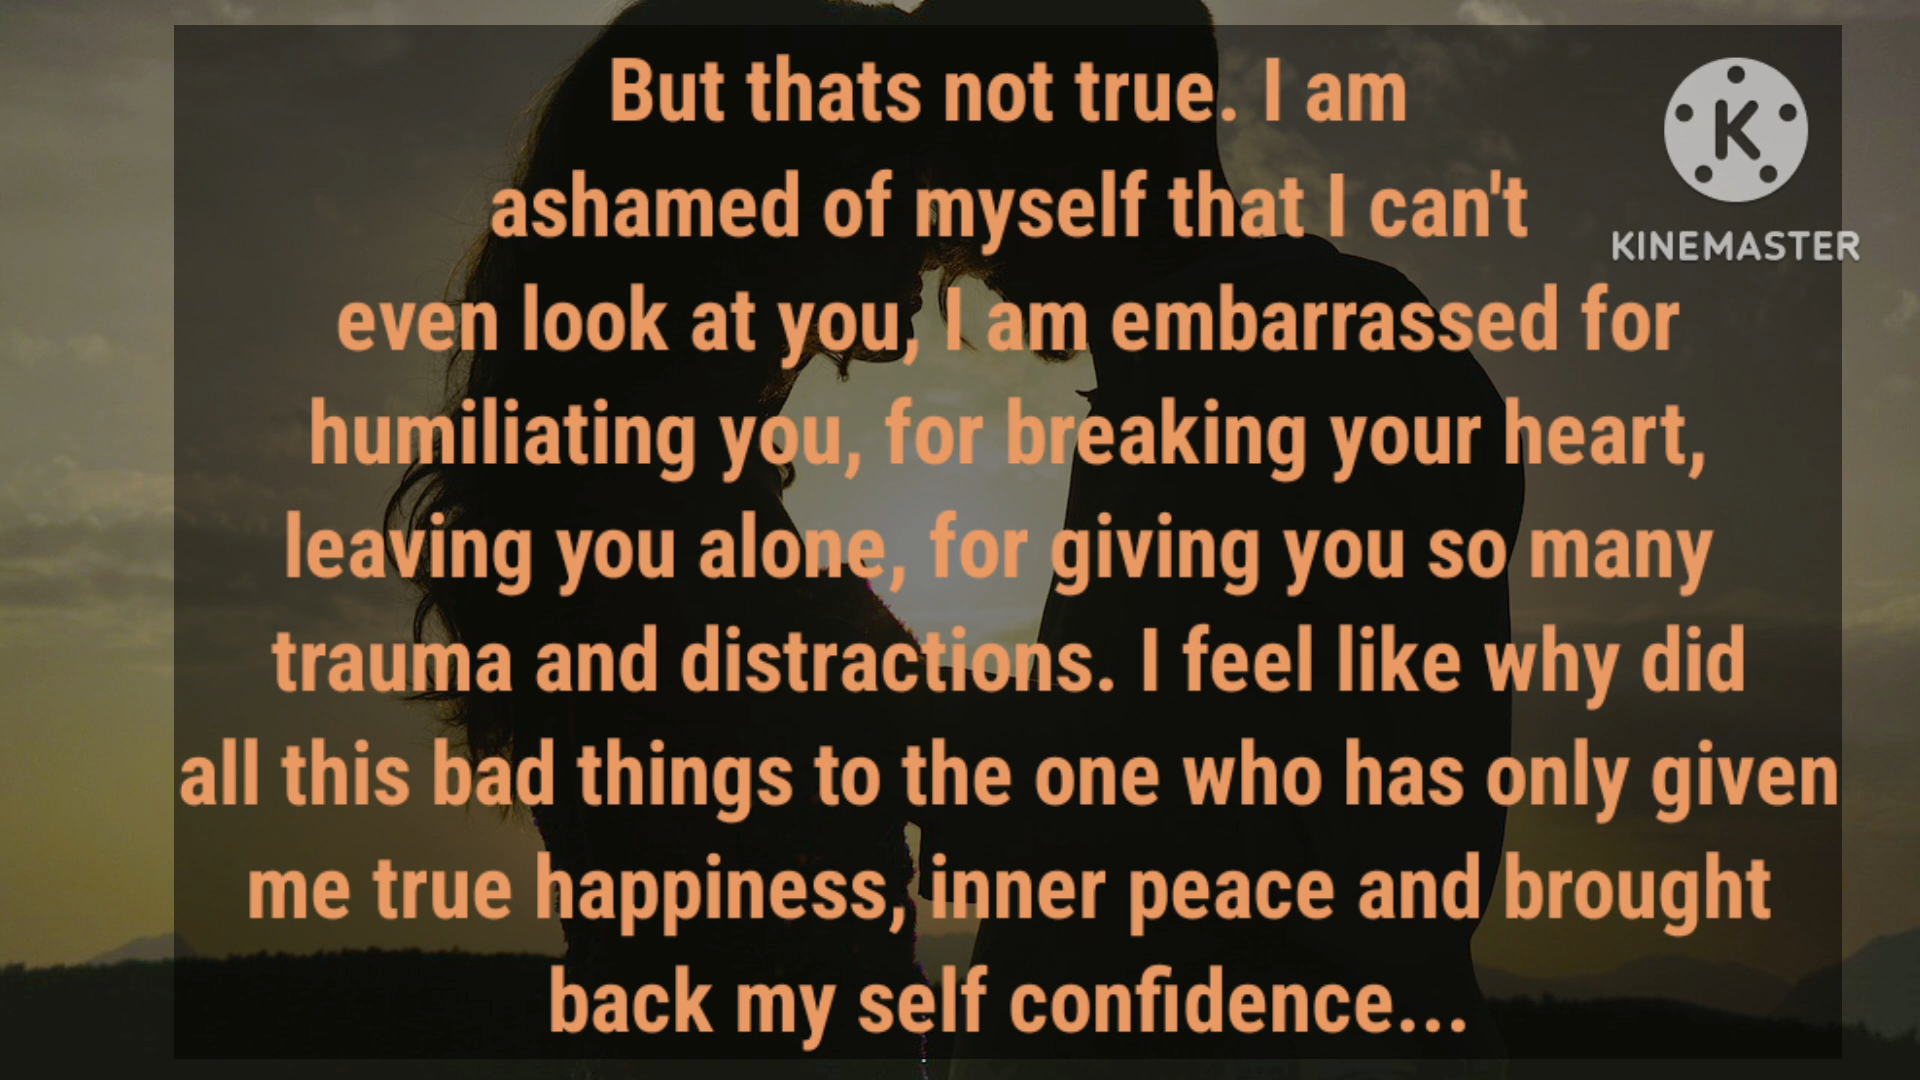 But thats not true. I am
ashamed of myself that I can't
even look at you, I am embarrassed for
humiliating you, for breaking your heart,
leaving you alone, for giving you so many
trauma and distractions. I feel like why did
all this bad things to the one who has only given
me true happiness, inner peace and brought
back my self confidence...
K
KINEMASTER